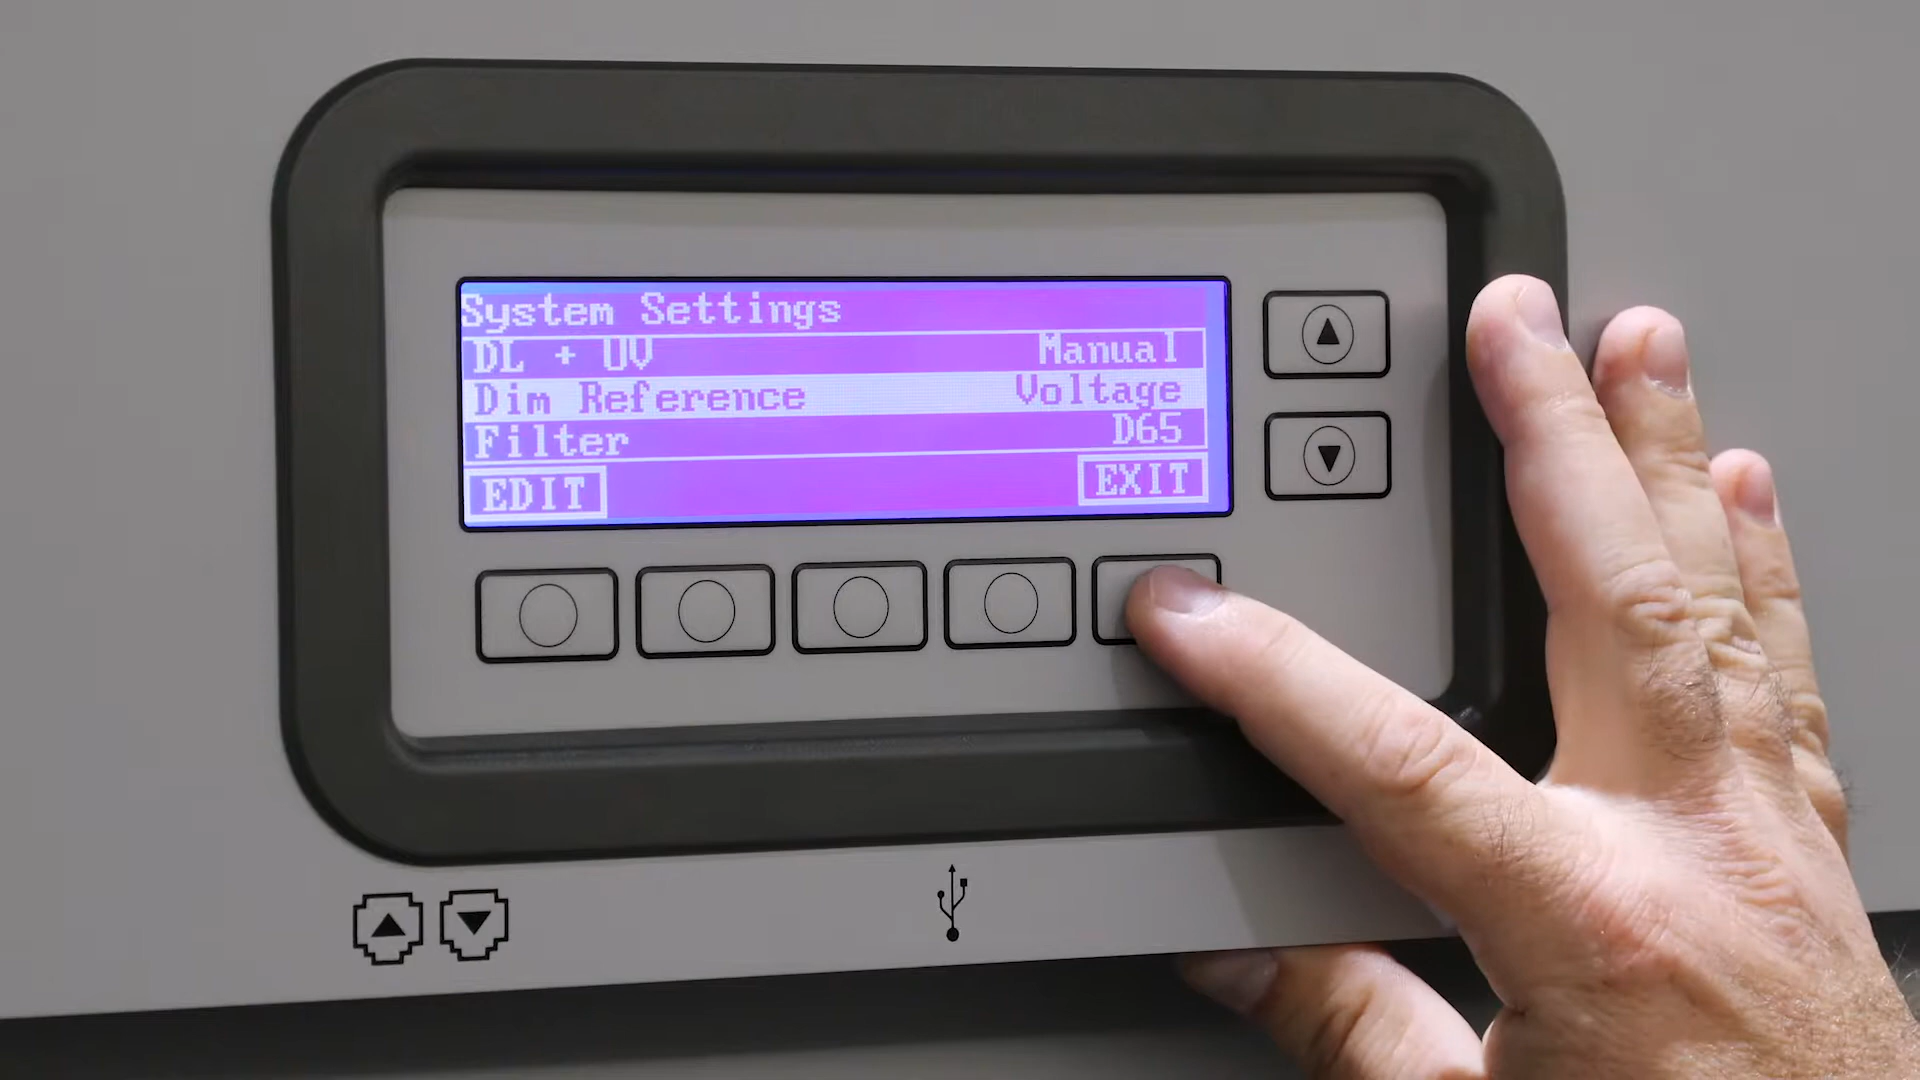 System Settings
DL + UV Manual
Dim Reference Voltage
Filter D65
EDIT EXIT